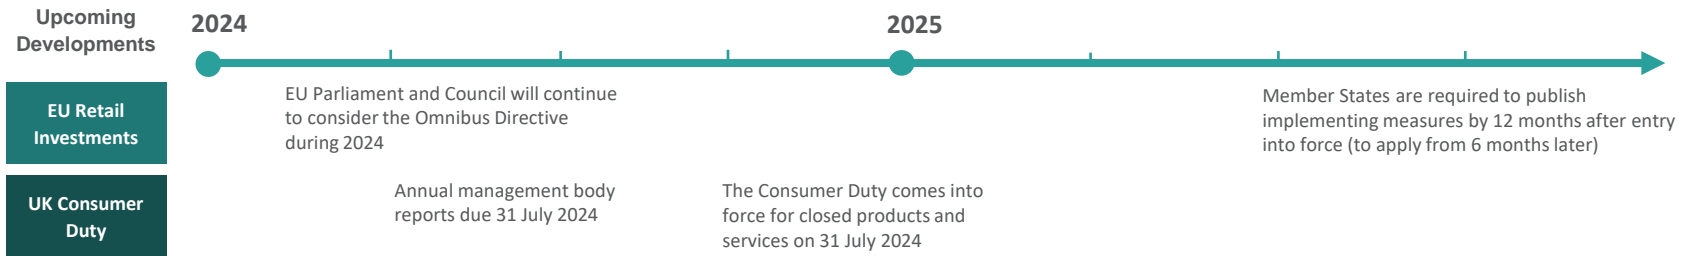 Upcoming
Developments
2024
2025
EU Retail
Investments
EU Parliament and Council will continue
to consider the Omnibus Directive
during 2024
Member States are required to publish
implementing measures by 12 months after entry
into force (to apply from 6 months later)
UK Consumer
Duty
Annual management body
reports due 31 July 2024
The Consumer Duty comes into
force for closed products and
services on 31 July 2024